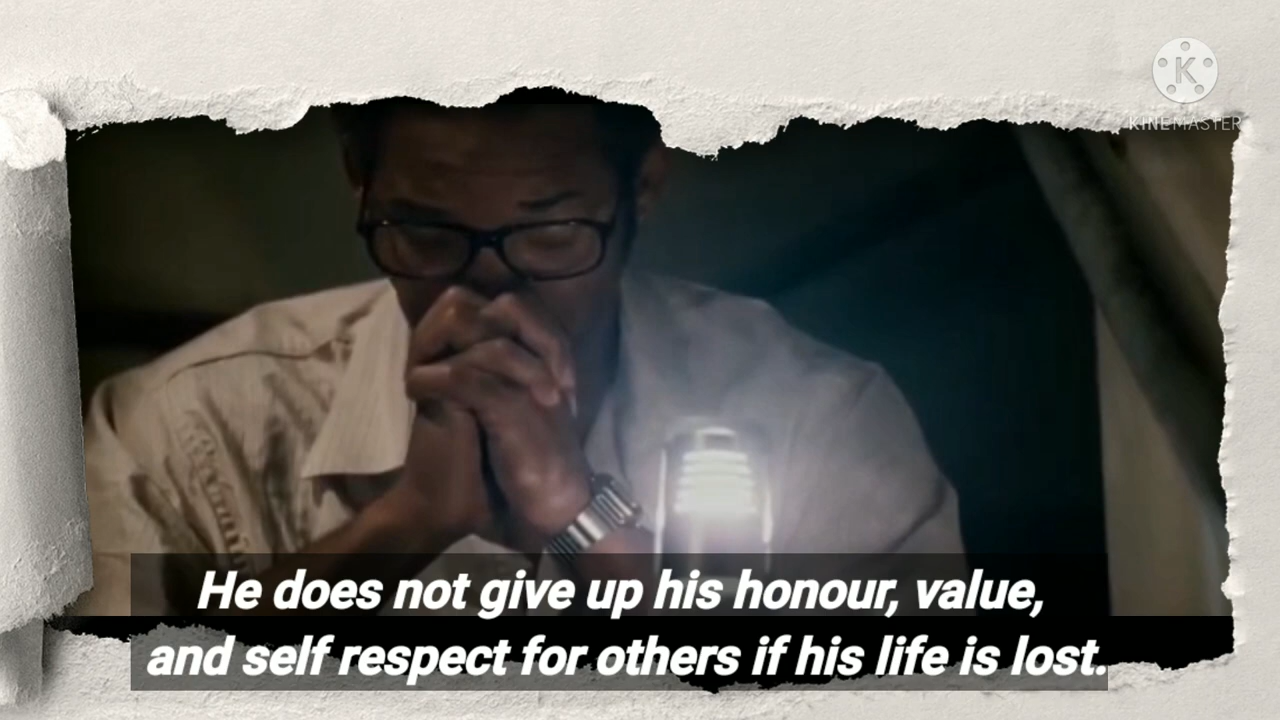 K
KINEMASTER
He does not give up his honour, value,
and self respect for others if his life is lost.